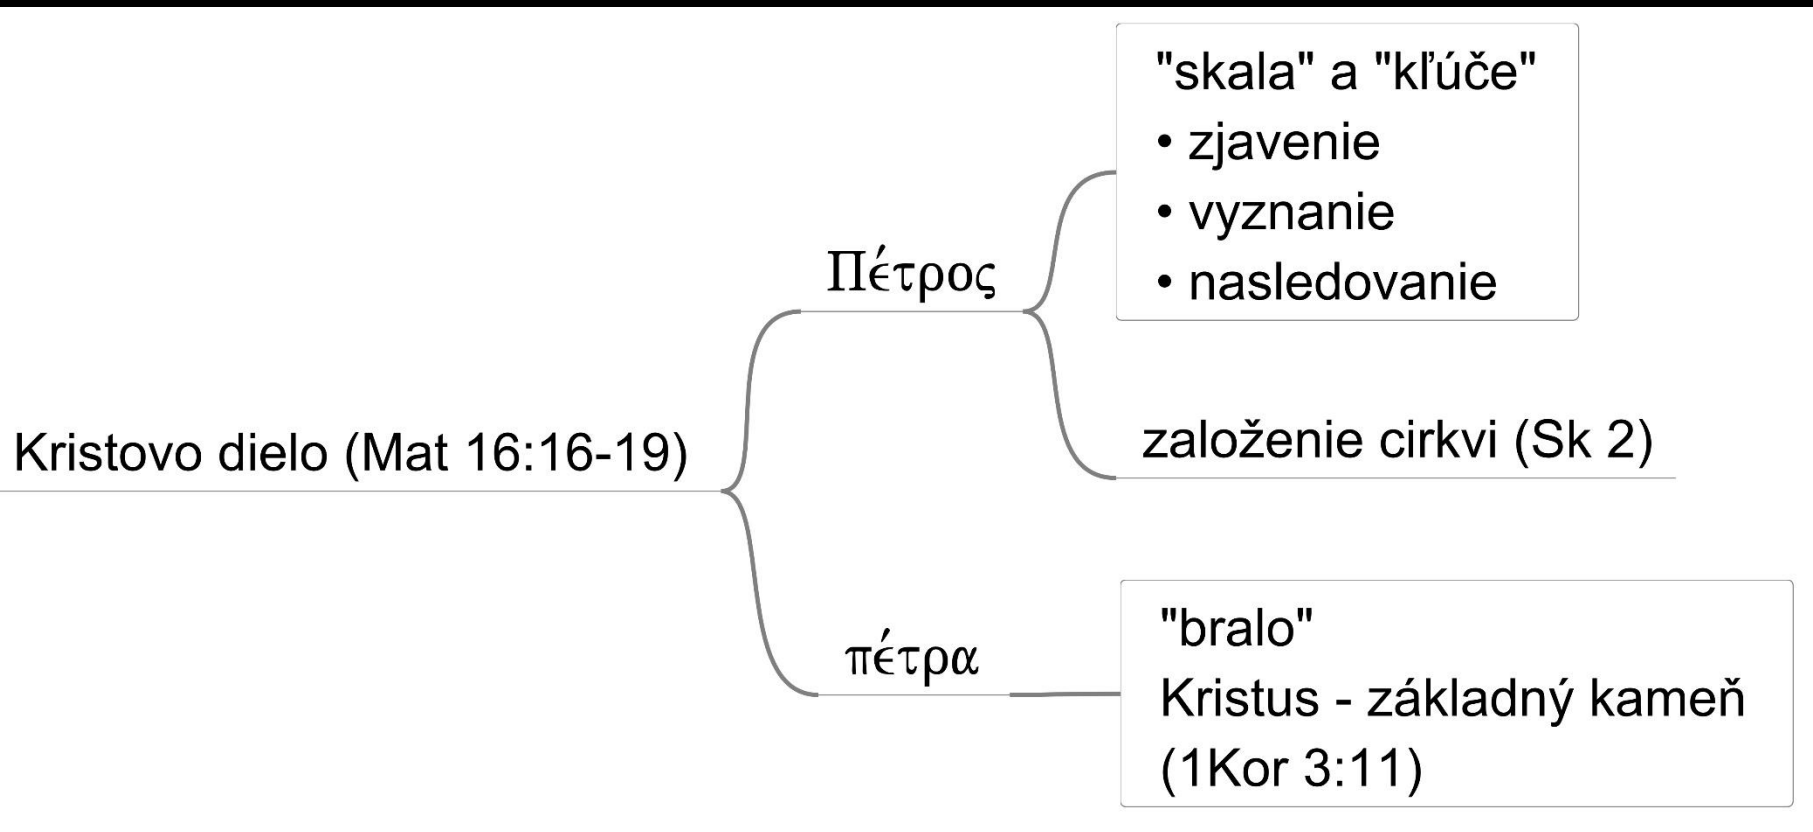 Kristovo dielo (Mat 16:16-19)
Πέτρος
"skala" a "kľúče"
• zjavenie
• vyznanie
• nasledovanie
založenie cirkvi (Sk 2)
πέτρα
"bralo"
Kristus - základný kameň
(1Kor 3:11)